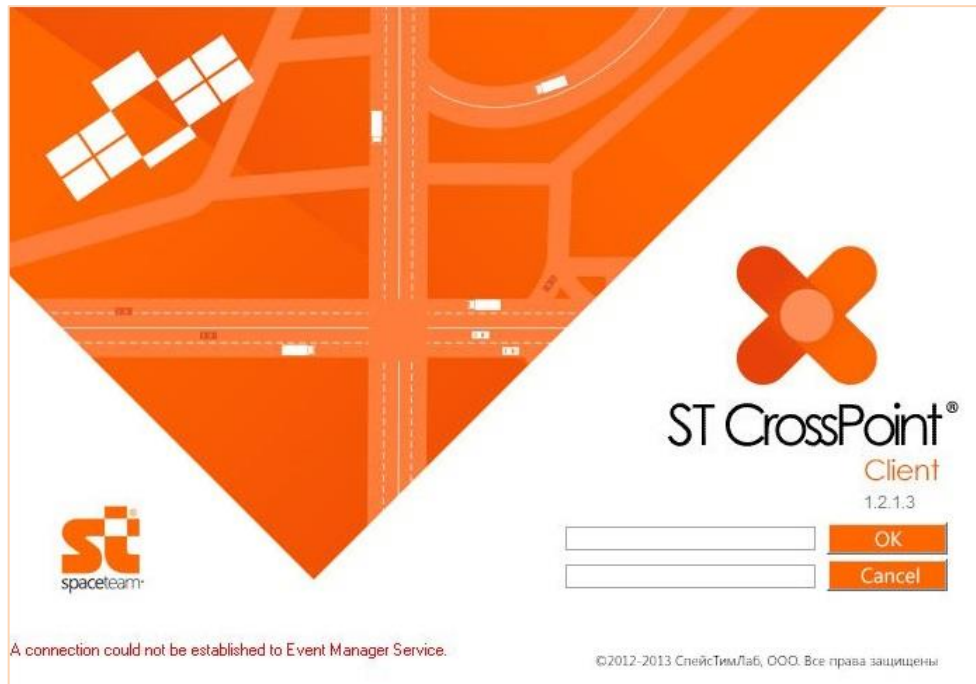 ST CrossPoint®
Client
1.2.1.3
OK
Cancel
st®
spaceteam
A connection could not be established to Event Manager Service.
©2012-2013 СпейсТимЛаб, ООО. Все права защищены